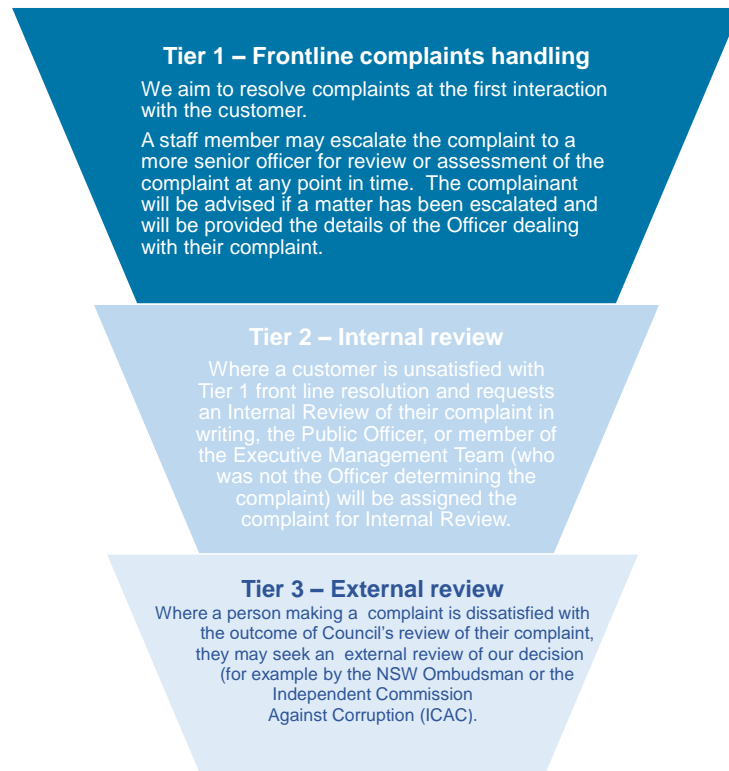 Tier 1 – Frontline complaints handling
We aim to resolve complaints at the first interaction
with the customer.
A staff member may escalate the complaint to a
more senior officer for review or assessment of the
complaint at any point in time.  The complainant
will be advised if a matter has been escalated and
will be provided the details of the Officer dealing
with their complaint.
Tier 2 – Internal review
Where a customer is unsatisfied with
Tier 1 front line resolution and requests
an Internal Review of their complaint in
writing, the Public Officer, or member of
the Executive Management Team (who
was not the Officer determining the
complaint) will be assigned the
complaint for Internal Review.
Tier 3 – External review
Where a person making a  complaint is dissatisfied with
the outcome of Council's review of their complaint,
they may seek an  external review of our decision
(for example by the NSW Ombudsman or the
Independent Commission
Against Corruption (ICAC).